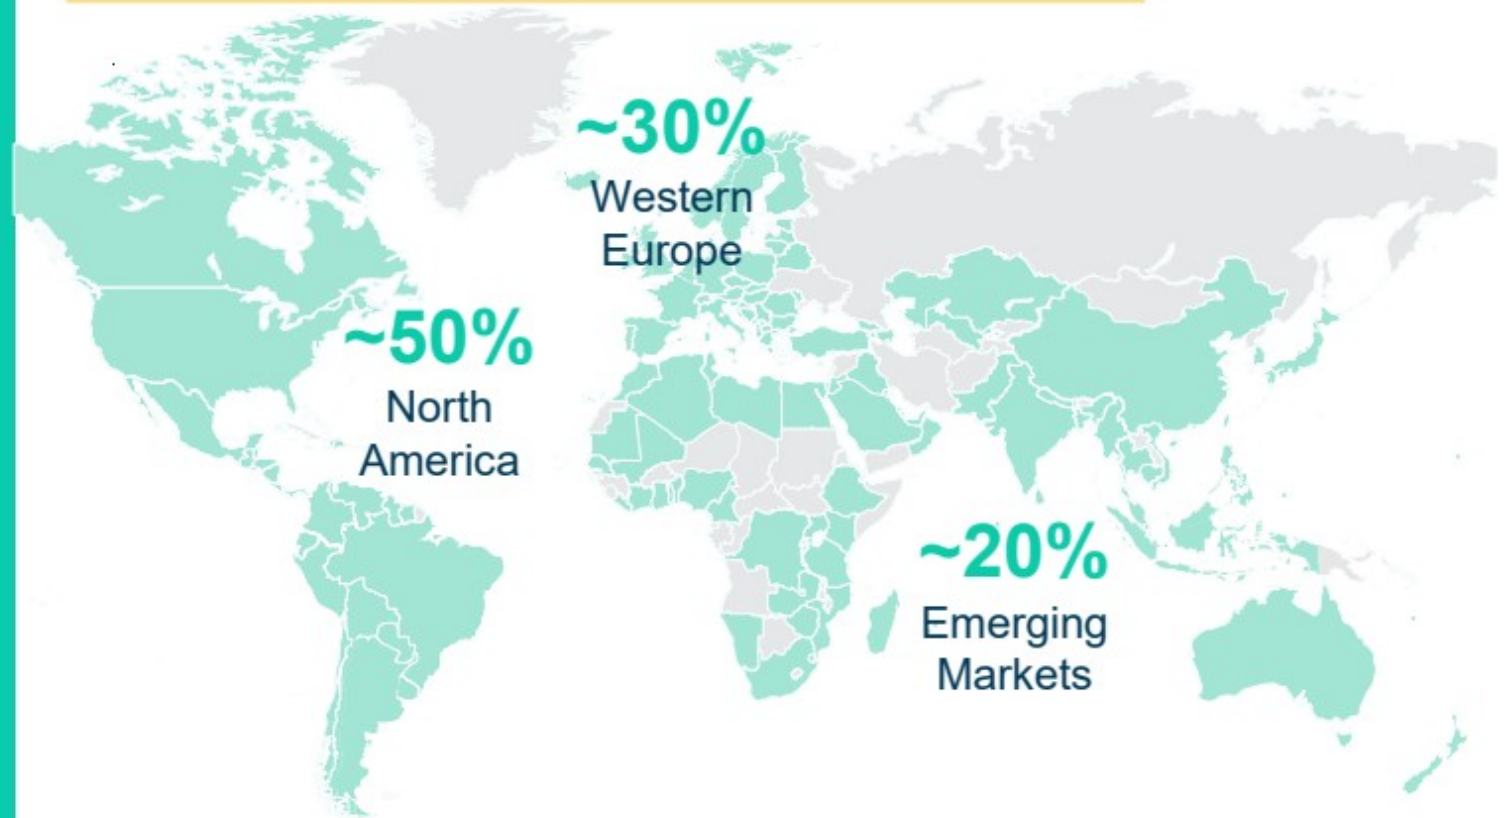 ~30%
Western
Europe
~50%
North
America
~20%
Emerging
Markets